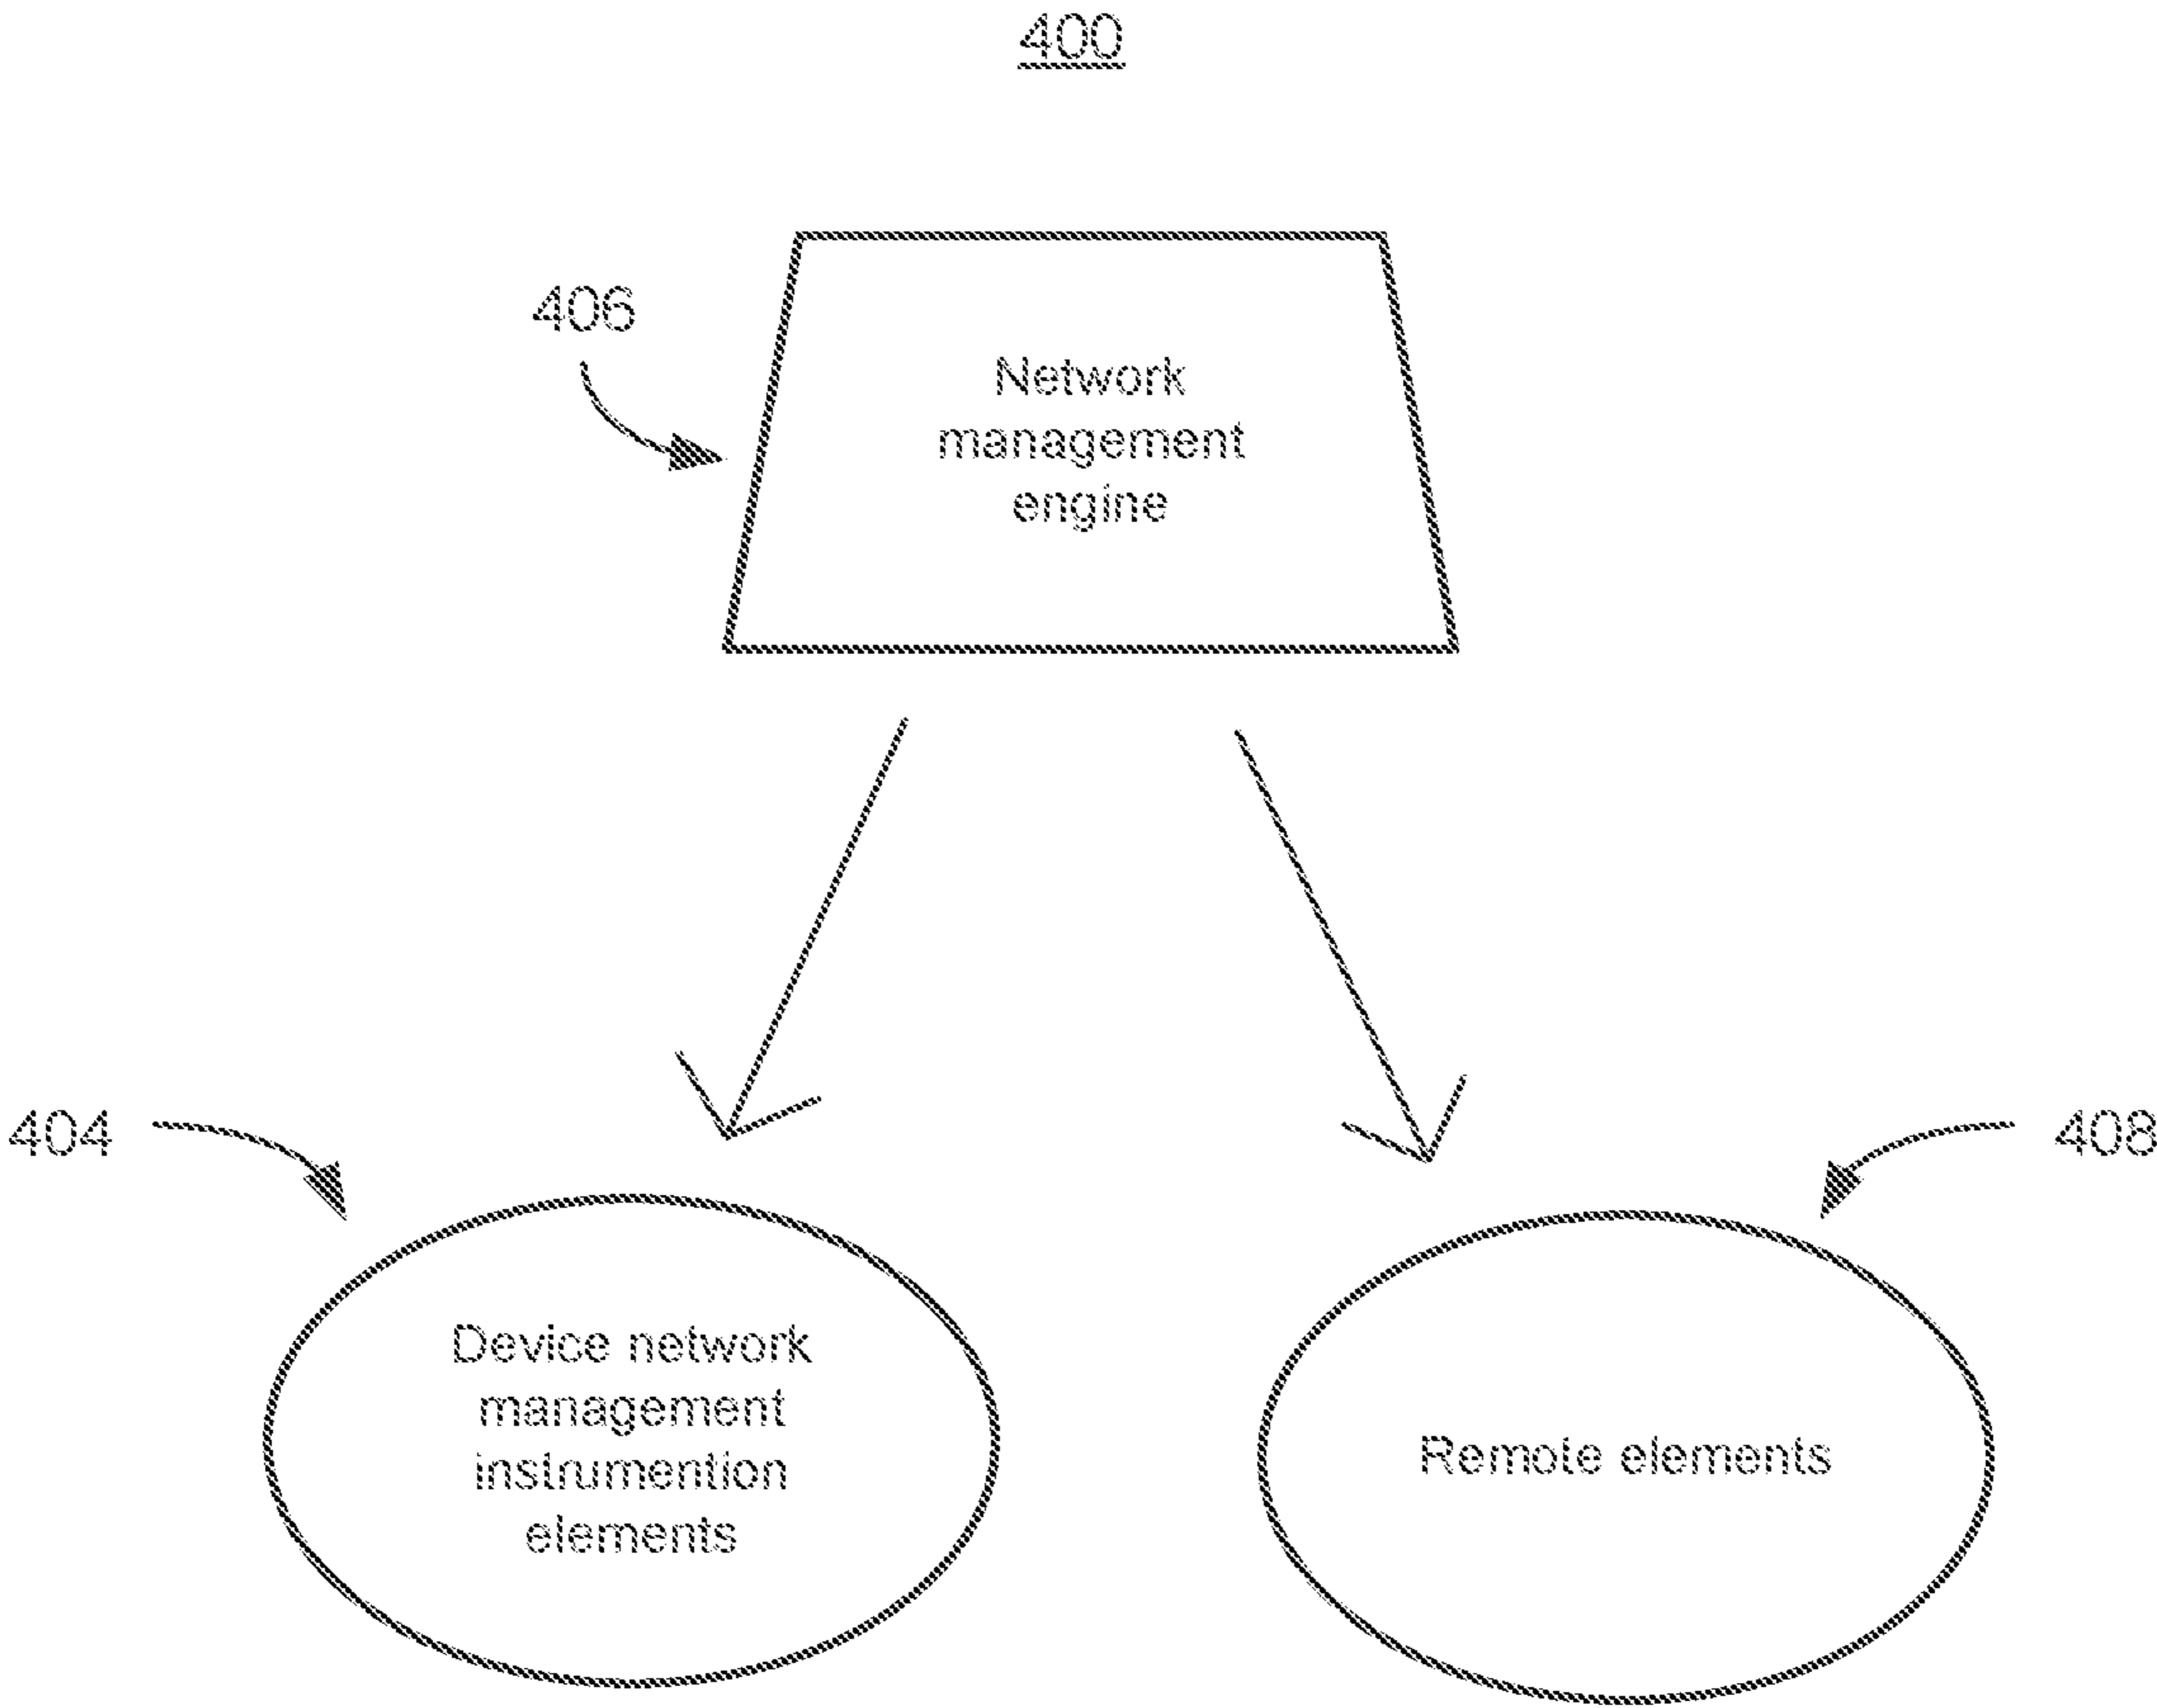 400
406
Network
management
engine
404
408
Device network
management
instrumention
elements
Remote elements